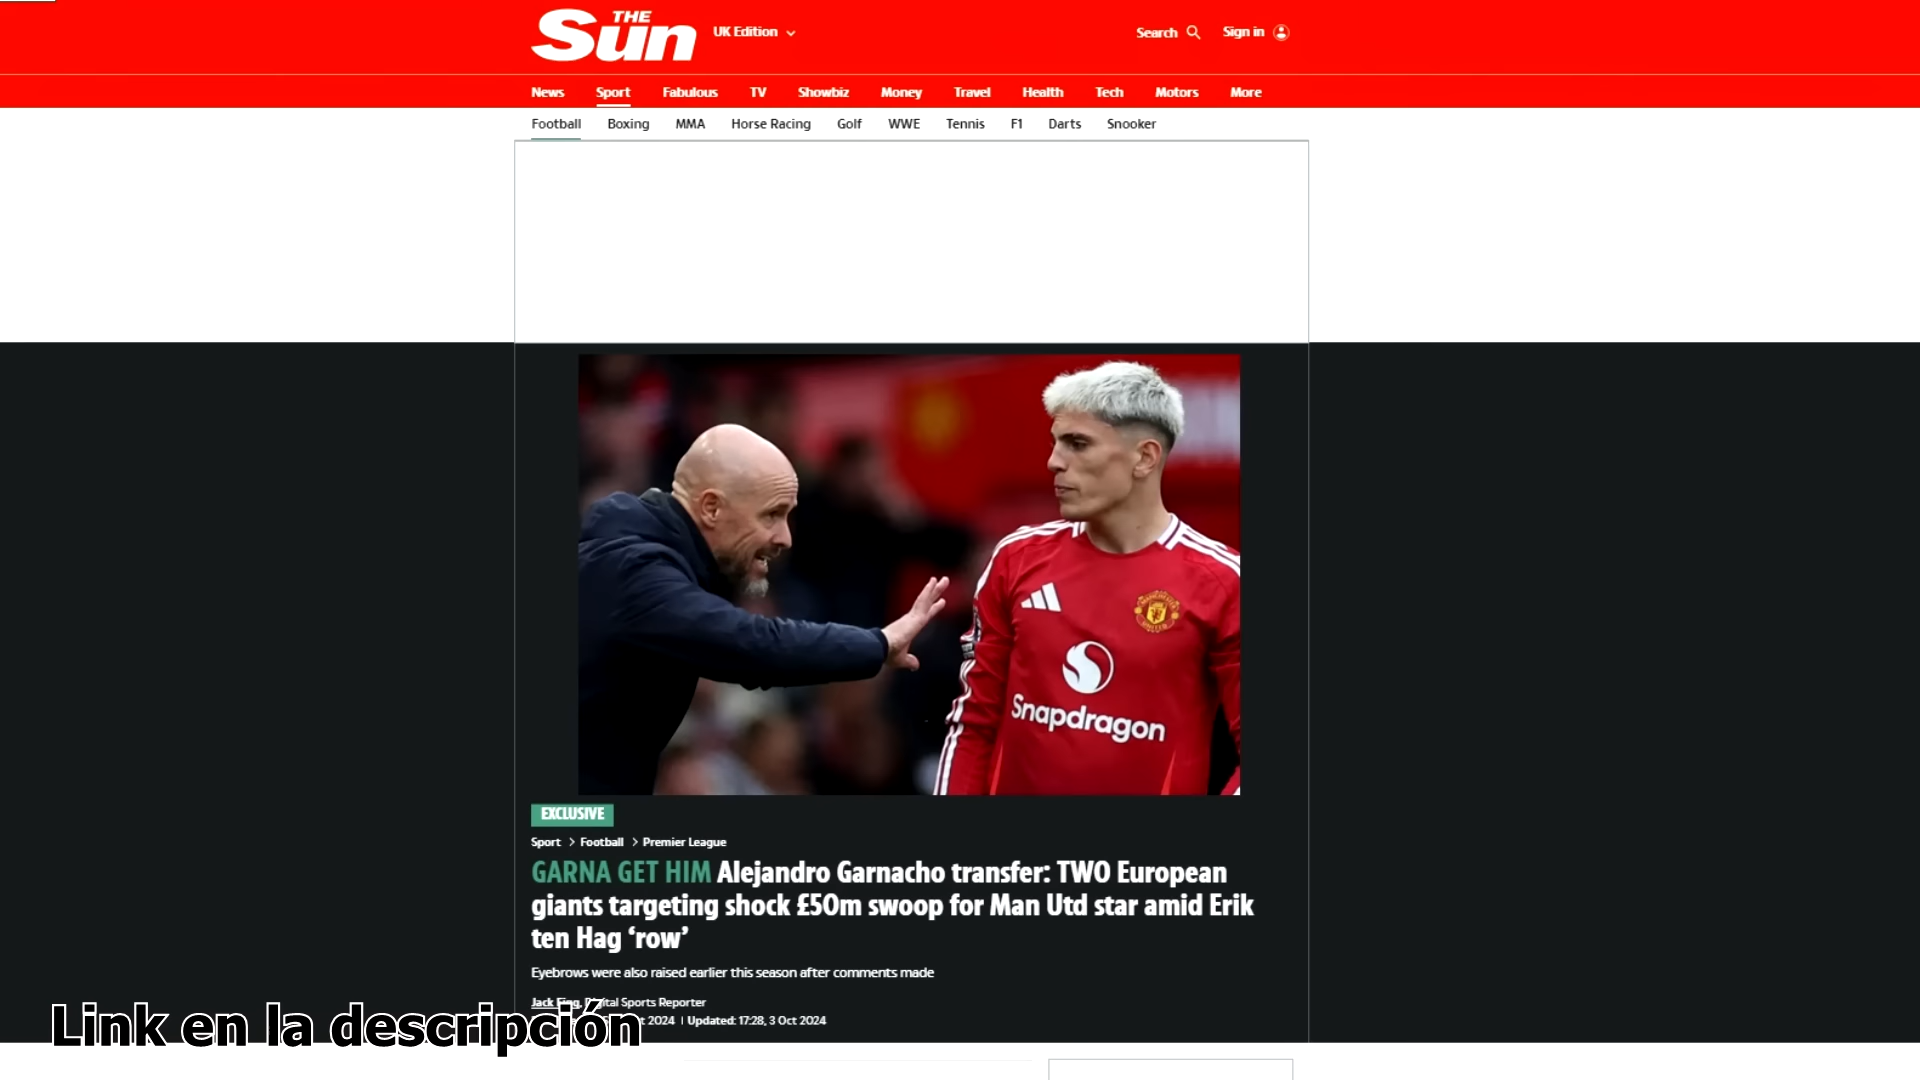 THE
Sun
UK Edition
Search
Sign in
News Sport Fabulous TV Showbiz Money Travel Health Tech Motors More
Football Boxing MMA Horse Racing Golf WWE Tennis F1 Darts Snooker
MANCHESTER
UNITED
Snapdragon
EXCLUSIVE
Sport > Football > Premier League
GARNA GET HIM Alejandro Garnacho transfer: TWO European
giants targeting shock £50m swoop for Man Utd star amid Erik
ten Hag ‘row’
Eyebrows were also raised earlier this season after comments made
Jack , Digital Sports Reporter
2024 | Updated: 17:28, 3 Oct 2024
Link en la descripción